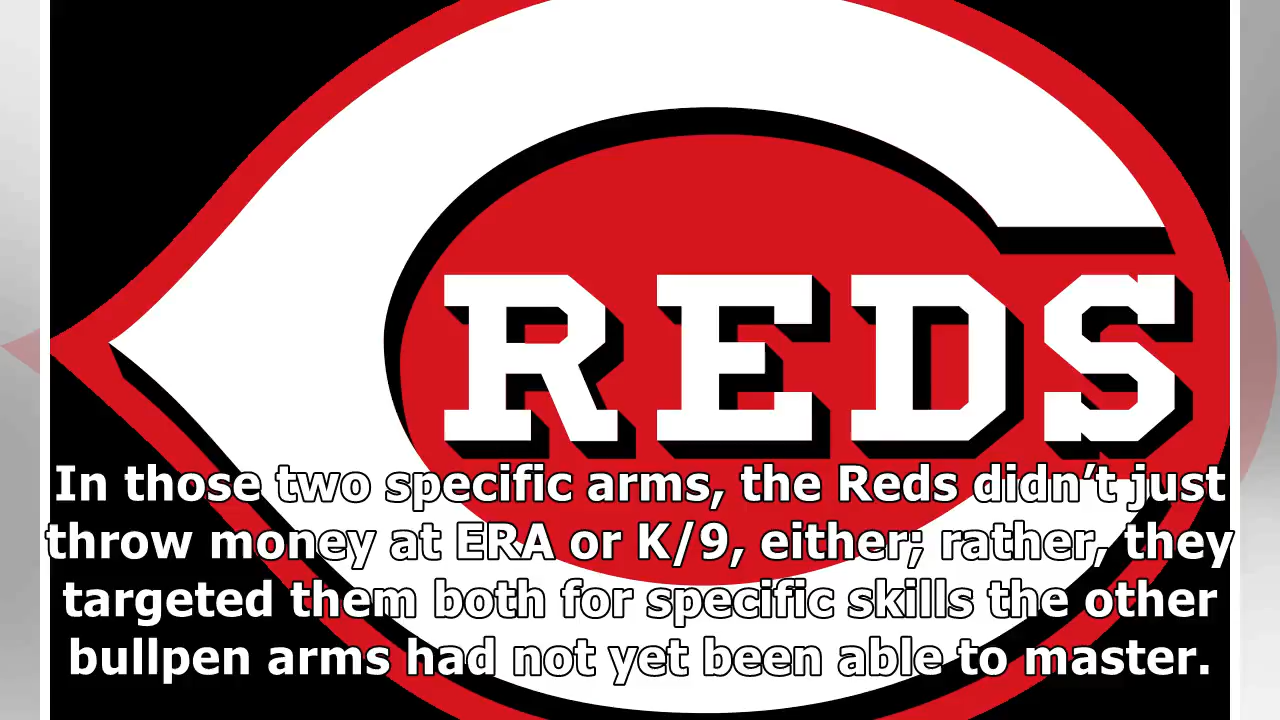 REDS
In those two specific arms, the Reds didn’t just
throw money at ERA or K/9, either; rather, they
targeted them both for specific skills the other
bullpen arms had not yet been able to master.